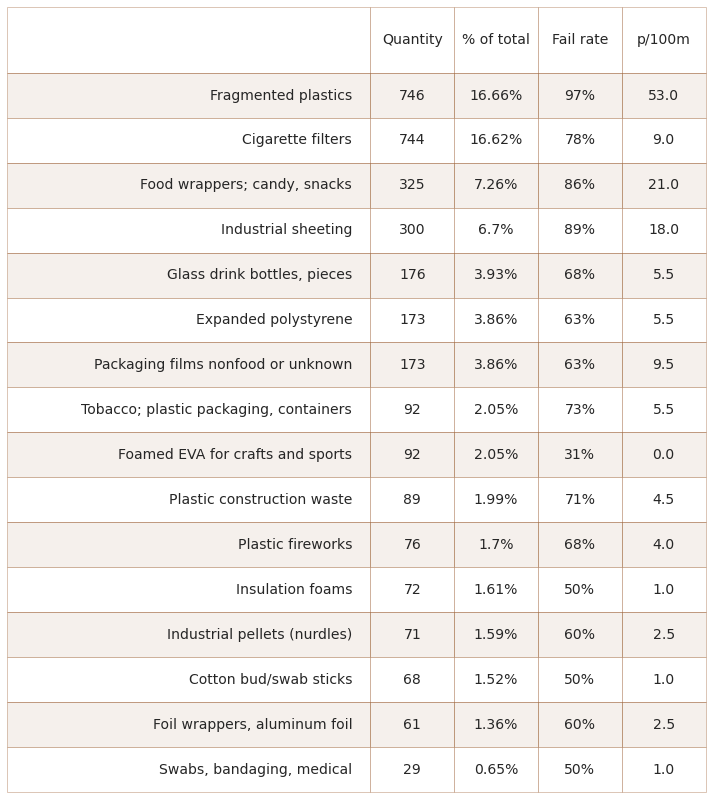 Quantity % of total Fail rate p/100m
Fragmented plastics 746 16.66% 97% 53.0
Cigarette filters 744 16.62% 78% 9.0
Food wrappers; candy, snacks 325 7.26% 86% 21.0
Industrial sheeting 300 6.7% 89% 18.0
Glass drink bottles, pieces 176 3.93% 68% 5.5
Expanded polystyrene 173 3.86% 63% 5.5
Packaging films nonfood or unknown 173 3.86% 63% 9.5
Tobacco; plastic packaging, containers 92 2.05% 73% 5.5
Foamed EVA for crafts and sports 92 2.05% 31% 0.0
Plastic construction waste 89 1.99% 71% 4.5
Plastic fireworks 76 1.7% 68% 4.0
Insulation foams 72 1.61% 50% 1.0
Industrial pellets (nurdles) 71 1.59% 60% 2.5
Cotton bud/swab sticks 68 1.52% 50% 1.0
Foil wrappers, aluminum foil 61 1.36% 60% 2.5
Swabs, bandaging, medical 29 0.65% 50% 1.0